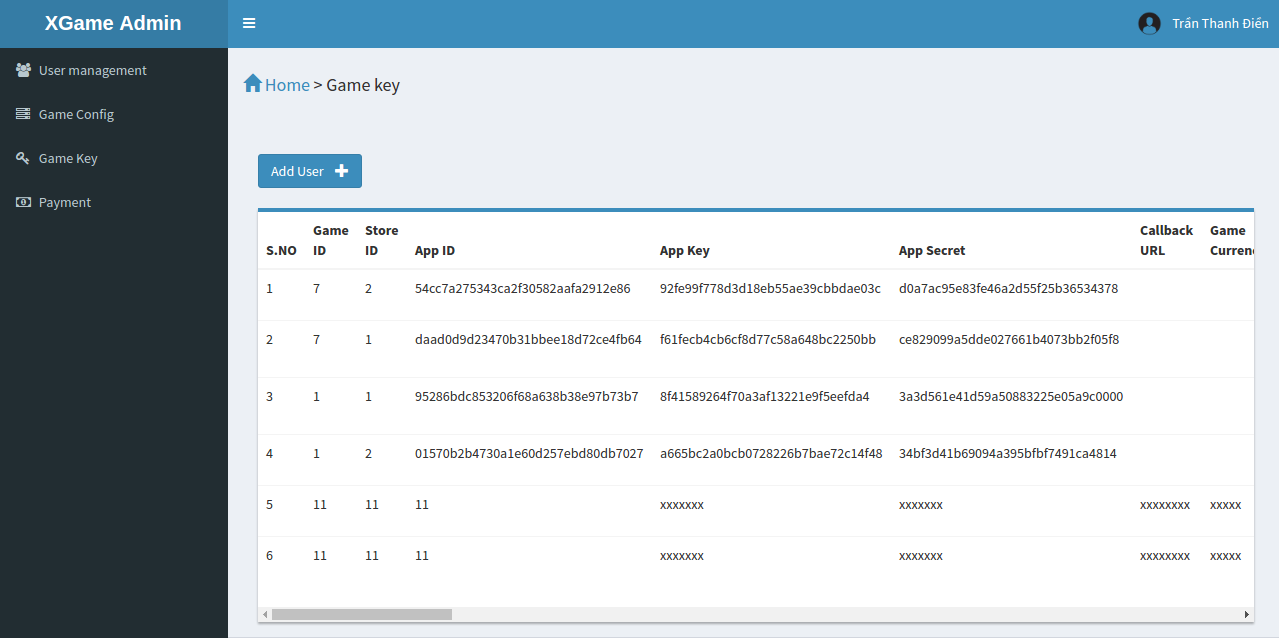 XGame Admin
Trần Thanh Điền
User management
Game Config
Game Key
Payment
Home > Game key
Add User
S.NO Game ID Store ID App ID App Key App Secret Callback URL Game Curren
1 7 2 54cc7a275343ca2f30582aafa2912e86 92fe99f778d3d18eb55ae39cbbdae03c d0a7ac95e83fe46a2d55f25b36534378
2 7 1 daad0d9d23470b31bbee18d72ce4fb64 f61fecb4cb6cf8d77c58a648bc2250bb ce829099a5dde027661b4073bb2f05f8
3 1 1 95286bdc853206f68a638b38e97b73b7 8f41589264f70a3af13221e9f5eefda4 3a3d561e41d59a50883225e05a9c0000
4 1 2 01570b2b4730a1e60d257ebd80db7027 a665bc2a0bcb0728226b7bae72c14f48 34bf3d41b69094a395bfbf7491ca4814
5 11 11 11 xxxxxxx xxxxxxx xxxxxxxx xxxxx
6 11 11 11 xxxxxxx xxxxxxx xxxxxxxx xxxxx